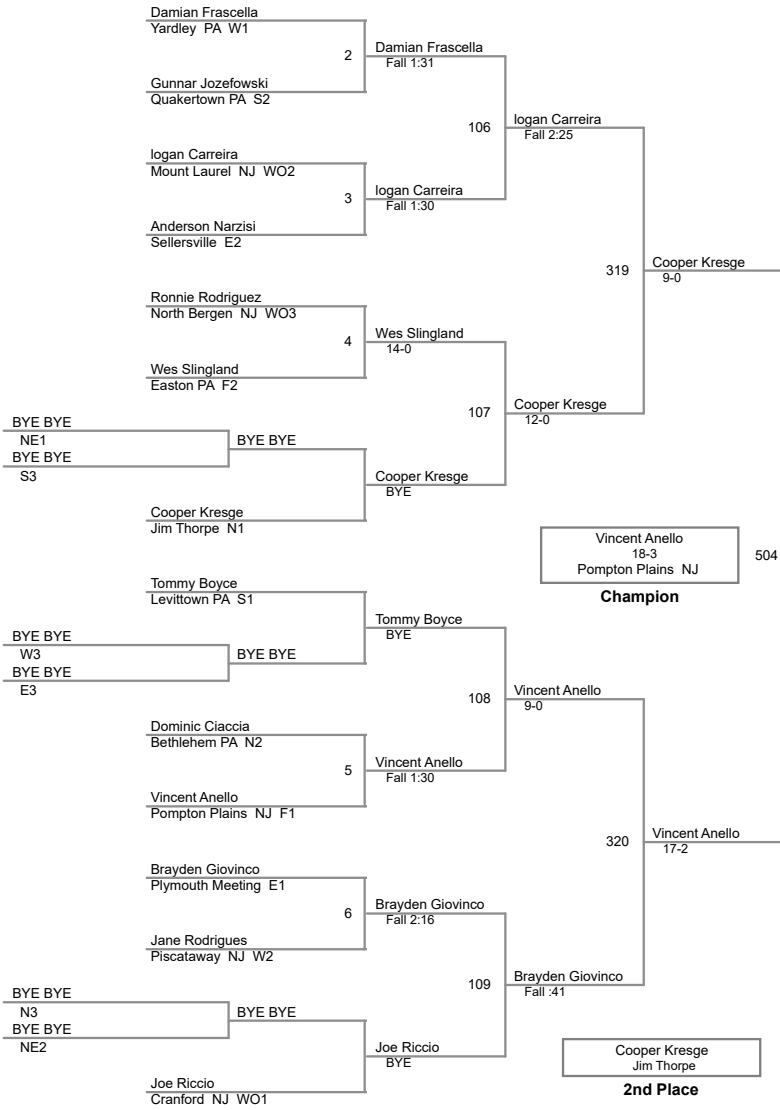 Damian Frascella
Yardley PA W1
2
Damian Frascella
Fall 1:31
Gunnar Jozefowski
Quakertown PA S2
106
logan Carreira
Fall 2:25
logan Carreira
Mount Laurel NJ WO2
3
logan Carreira
Fall 1:30
Anderson Narzisi
Sellersville E2
319
Cooper Kresge
9-0
Ronnie Rodriguez
North Bergen NJ WO3
4
Wes Slingland
14-0
Wes Slingland
Easton PA F2
107
Cooper Kresge
12-0
BYE BYE
NE1
BYE BYE
BYE BYE
S3
Cooper Kresge
BYE
Cooper Kresge
Jim Thorpe N1
Vincent Anello
18-3
Pompton Plains NJ
504
Champion
Tommy Boyce
Levittown PA S1
Tommy Boyce
BYE
BYE BYE
W3
BYE BYE
BYE BYE
E3
108
Vincent Anello
9-0
Dominic Ciaccia
Bethlehem PA N2
5
Vincent Anello
Fall 1:30
Vincent Anello
Pompton Plains NJ F1
320
Vincent Anello
17-2
Brayden Giovinco
Plymouth Meeting E1
6
Brayden Giovinco
Fall 2:16
Jane Rodrigues
Piscataway NJ W2
109
Brayden Giovinco
Fall :41
BYE BYE
N3
BYE BYE
BYE BYE
NE2
Joe Riccio
BYE
Joe Riccio
Cranford NJ WO1
Cooper Kresge
Jim Thorpe
2nd Place